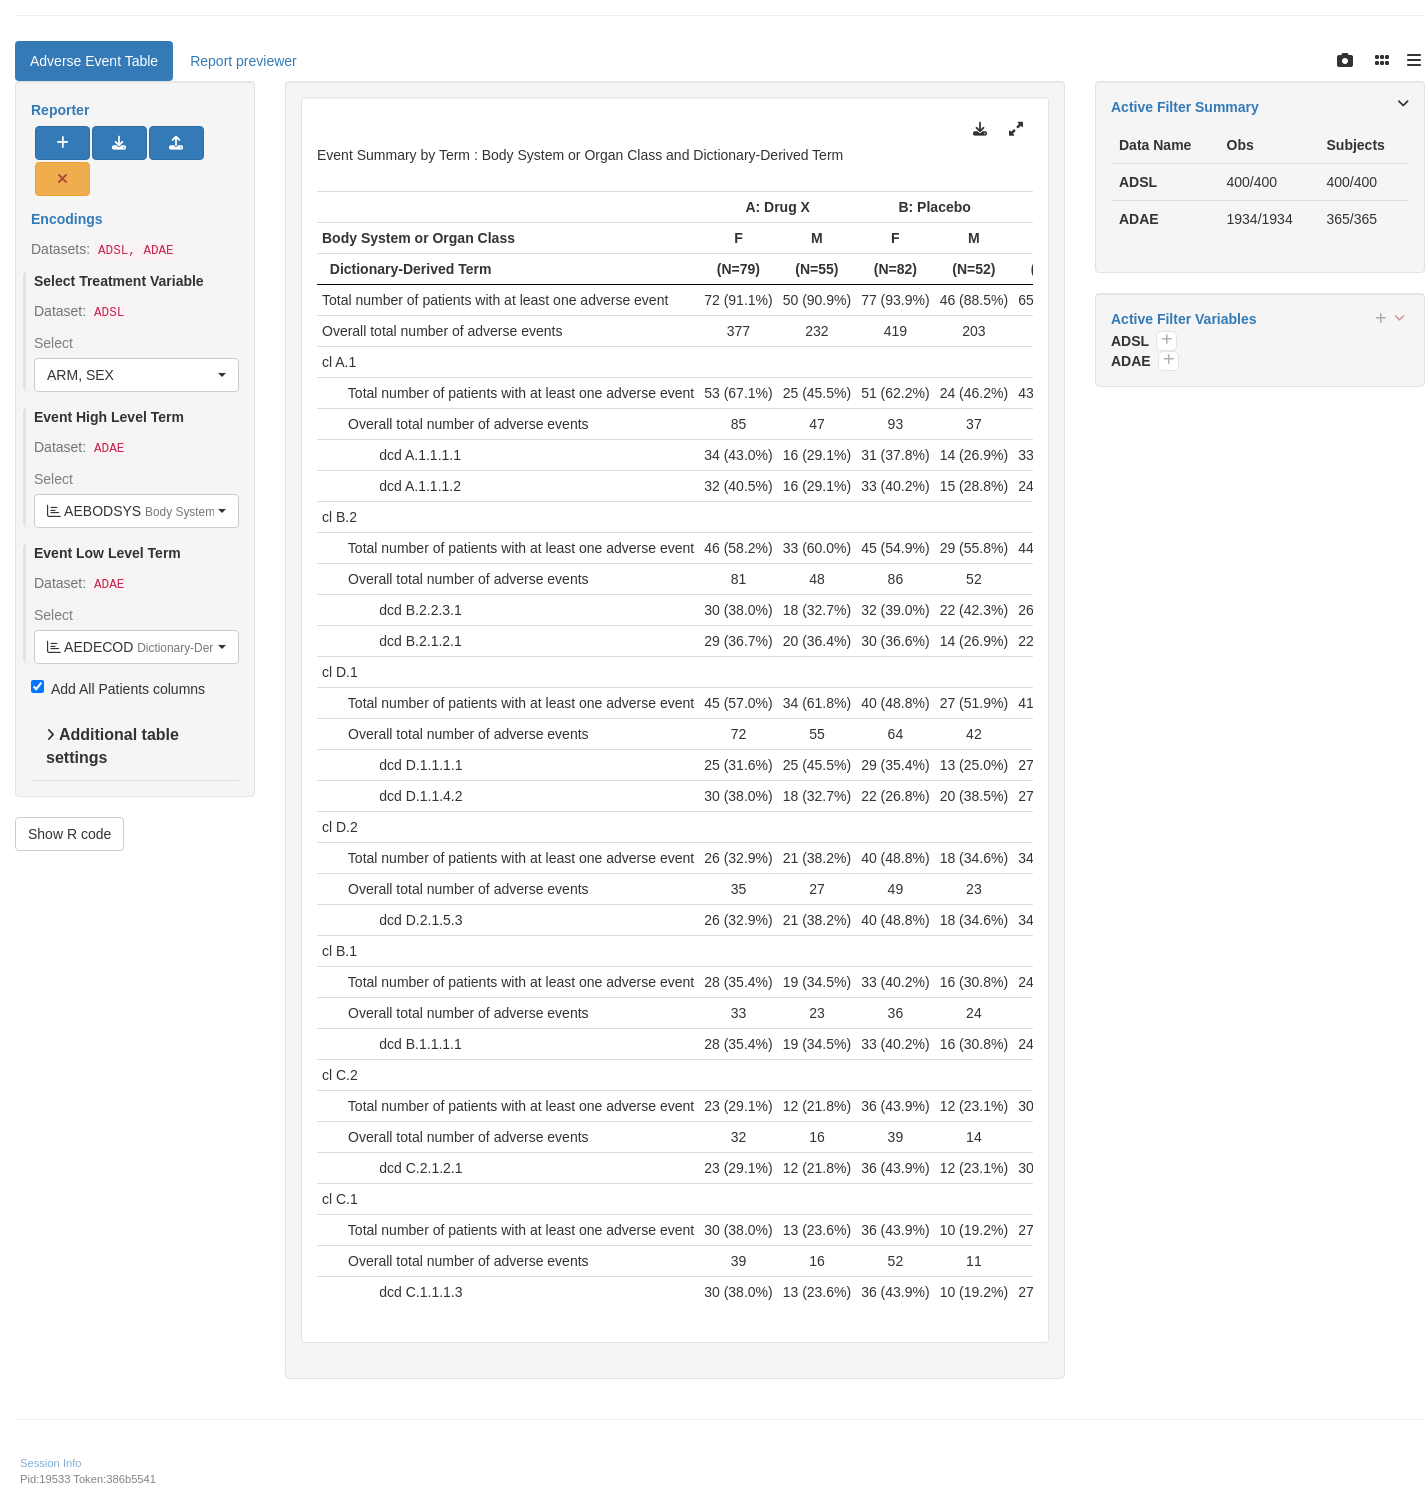 Adverse Event Table
Report previewer
Reporter
Encodings
Datasets: ADSL, ADAE
Select Treatment Variable
Dataset: ADSL
Select
ARM, SEX
Event High Level Term
Dataset: ADAE
Select
AEBODSYS Body System
Event Low Level Term
Dataset: ADAE
Select
AEDECOD Dictionary-Der
Add All Patients columns
Additional table
settings
Show R code
Event Summary by Term : Body System or Organ Class and Dictionary-Derived Term
A: Drug X B: Placebo
Body System or Organ Class F M F M
Dictionary-Derived Term (N=79) (N=55) (N=82) (N=52) (
Total number of patients with at least one adverse event 72 (91.1%) 50 (90.9%) 77 (93.9%) 46 (88.5%) 65
Overall total number of adverse events 377 232 419 203
cl A.1
Total number of patients with at least one adverse event 53 (67.1%) 25 (45.5%) 51 (62.2%) 24 (46.2%) 43
Overall total number of adverse events 85 47 93 37
dcd A.1.1.1.1 34 (43.0%) 16 (29.1%) 31 (37.8%) 14 (26.9%) 33
dcd A.1.1.1.2 32 (40.5%) 16 (29.1%) 33 (40.2%) 15 (28.8%) 24
cl B.2
Total number of patients with at least one adverse event 46 (58.2%) 33 (60.0%) 45 (54.9%) 29 (55.8%) 44
Overall total number of adverse events 81 48 86 52
dcd B.2.2.3.1 30 (38.0%) 18 (32.7%) 32 (39.0%) 22 (42.3%) 26
dcd B.2.1.2.1 29 (36.7%) 20 (36.4%) 30 (36.6%) 14 (26.9%) 22
cl D.1
Total number of patients with at least one adverse event 45 (57.0%) 34 (61.8%) 40 (48.8%) 27 (51.9%) 41
Overall total number of adverse events 72 55 64 42
dcd D.1.1.1.1 25 (31.6%) 25 (45.5%) 29 (35.4%) 13 (25.0%) 27
dcd D.1.1.4.2 30 (38.0%) 18 (32.7%) 22 (26.8%) 20 (38.5%) 27
cl D.2
Total number of patients with at least one adverse event 26 (32.9%) 21 (38.2%) 40 (48.8%) 18 (34.6%) 34
Overall total number of adverse events 35 27 49 23
dcd D.2.1.5.3 26 (32.9%) 21 (38.2%) 40 (48.8%) 18 (34.6%) 34
cl B.1
Total number of patients with at least one adverse event 28 (35.4%) 19 (34.5%) 33 (40.2%) 16 (30.8%) 24
Overall total number of adverse events 33 23 36 24
dcd B.1.1.1.1 28 (35.4%) 19 (34.5%) 33 (40.2%) 16 (30.8%) 24
cl C.2
Total number of patients with at least one adverse event 23 (29.1%) 12 (21.8%) 36 (43.9%) 12 (23.1%) 30
Overall total number of adverse events 32 16 39 14
dcd C.2.1.2.1 23 (29.1%) 12 (21.8%) 36 (43.9%) 12 (23.1%) 30
cl C.1
Total number of patients with at least one adverse event 30 (38.0%) 13 (23.6%) 36 (43.9%) 10 (19.2%) 27
Overall total number of adverse events 39 16 52 11
dcd C.1.1.1.3 30 (38.0%) 13 (23.6%) 36 (43.9%) 10 (19.2%) 27
Active Filter Summary
Data Name Obs Subjects
ADSL 400/400 400/400
ADAE 1934/1934 365/365
Active Filter Variables
ADSL
ADAE
Session Info
Pid:19533 Token:386b5541